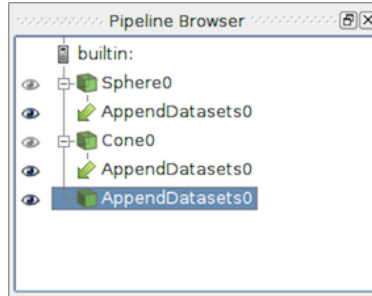 Pipeline Browser
builtin:
Sphere0
AppendDatasets0
Cone0
AppendDatasets0
AppendDatasets0